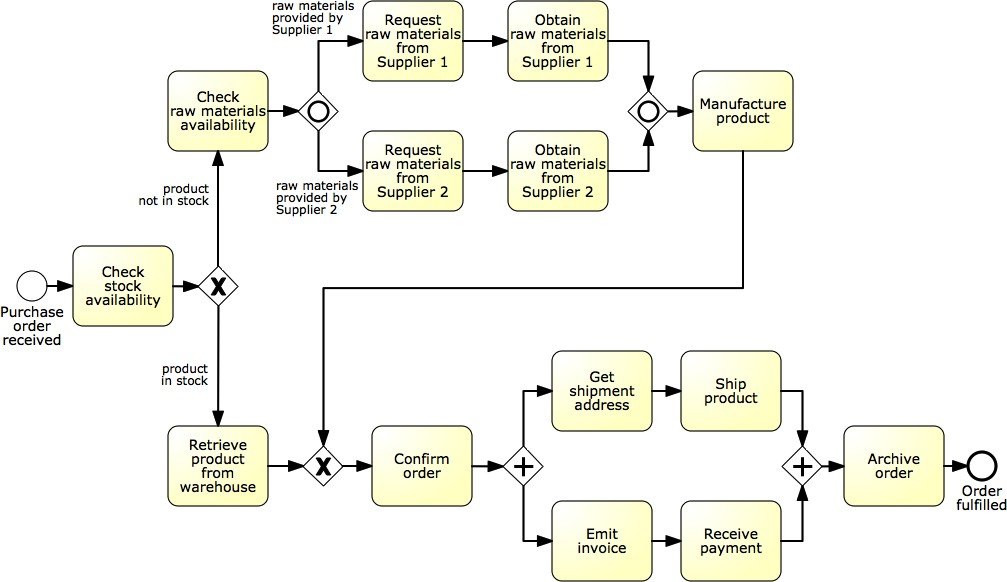 raw materials
provided by
Supplier 1
Request
raw materials
from
Supplier 1
Obtain
raw materials
from
Supplier 1
Check
raw materials
availability
Manufacture
product
Request
raw materials
from
Supplier 2
Obtain
raw materials
from
Supplier 2
raw materials
provided by
Supplier 2
product
not in stock
Check
stock
availability
X
Purchase
order
received
product
in stock
Get
shipment
address
Ship
product
Retrieve
product
from
warehouse
X
Confirm
order
Archive
order
Order
fulfilled
Emit
invoice
Receive
payment